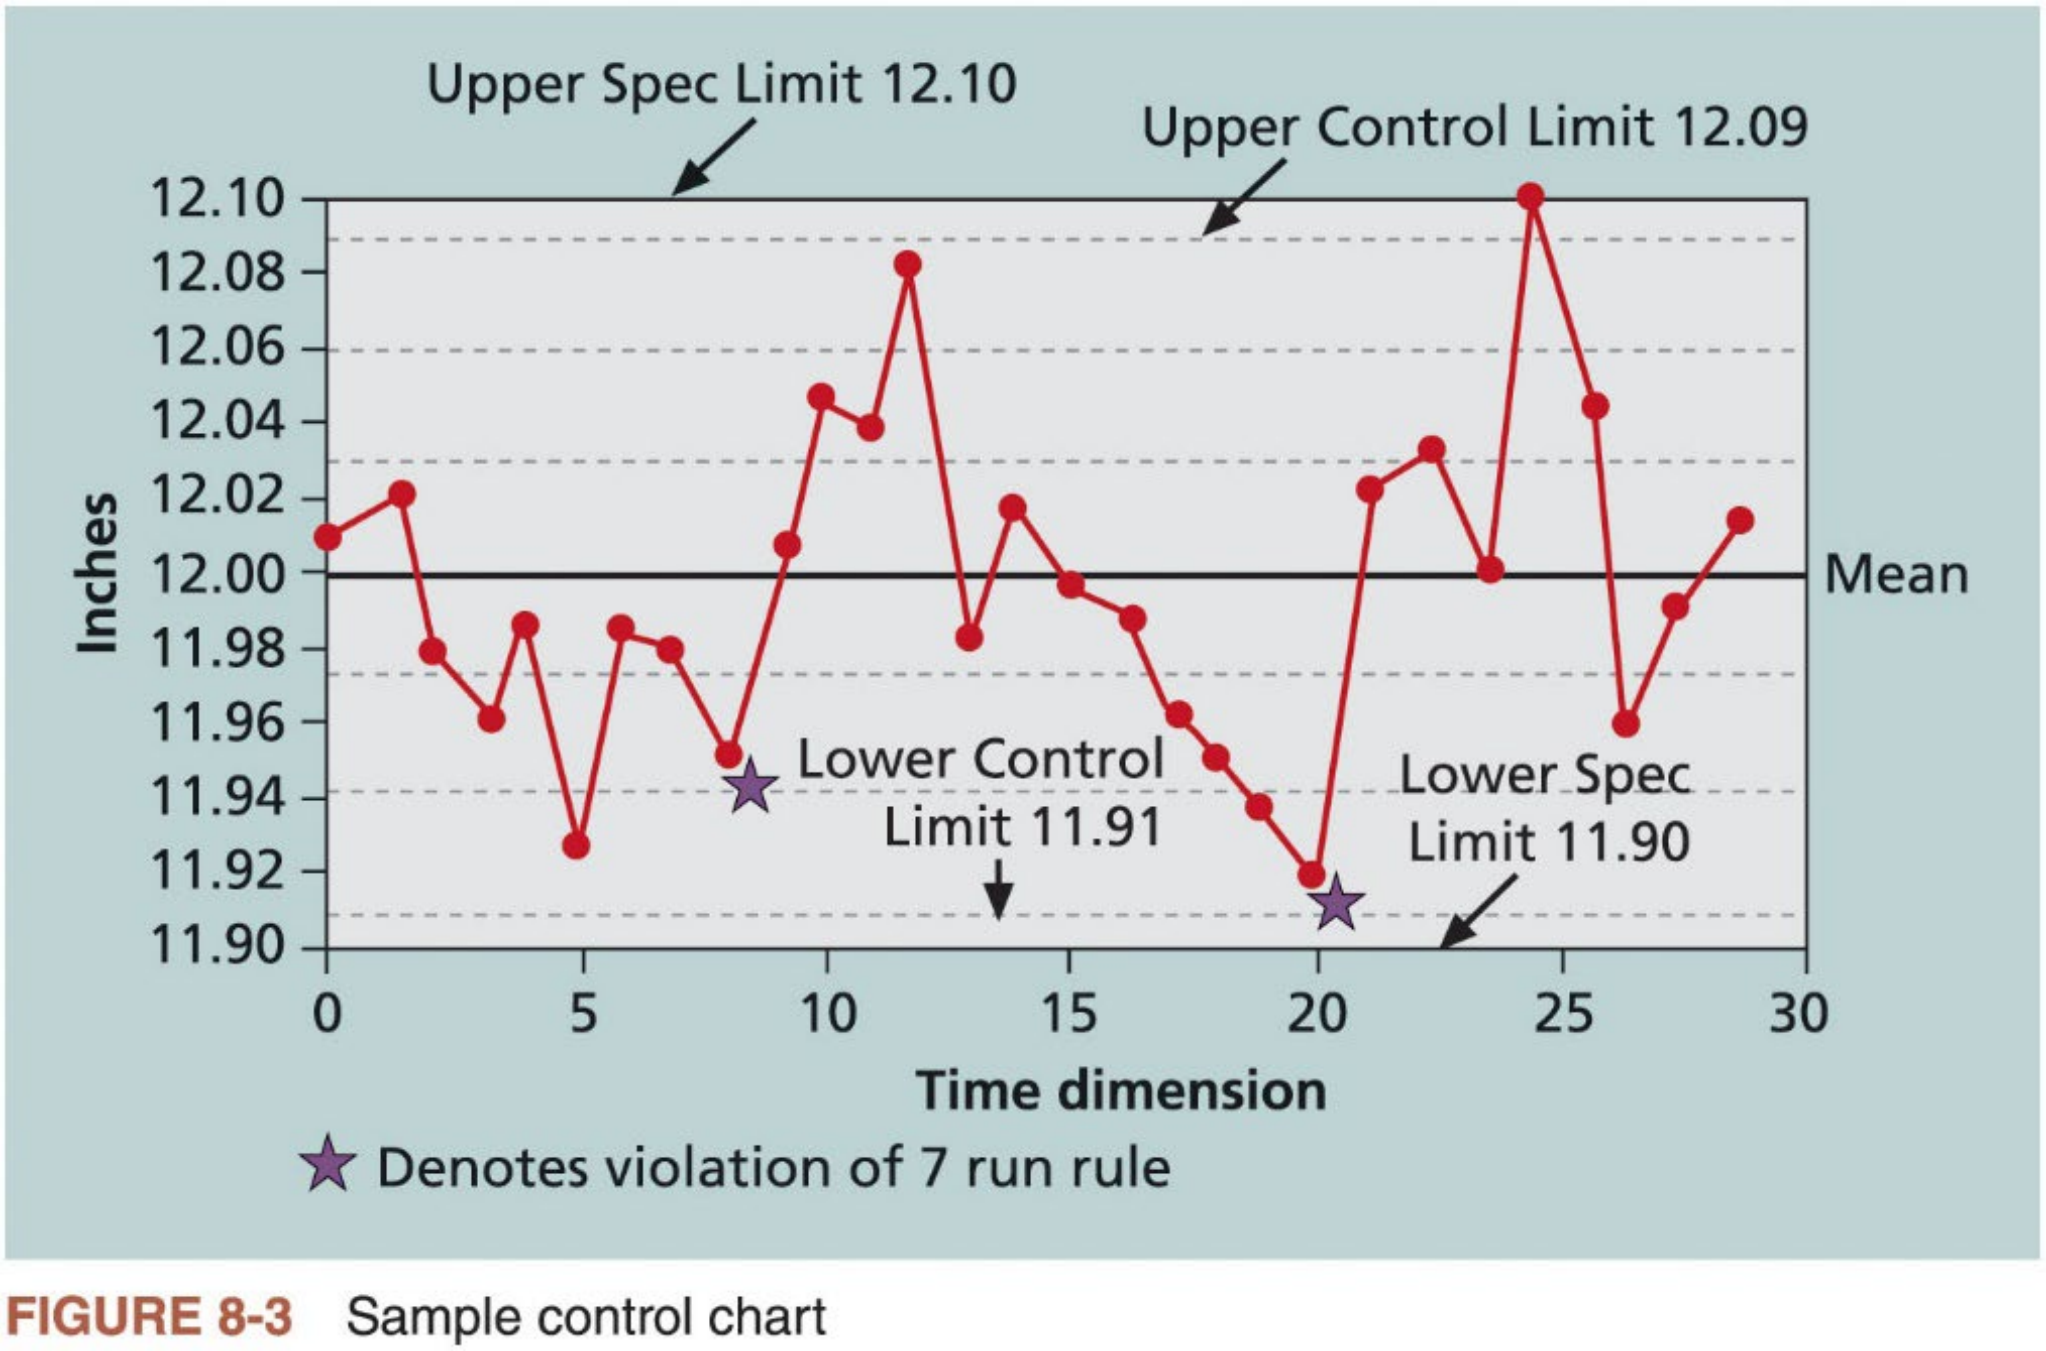 Upper Spec Limit 12.10
Upper Control Limit 12.09
12.10
12.08
12.06
12.04
12.02
12.00
11.98
11.96
11.94
11.92
11.90
Inches
Mean
Lower Control
Limit 11.91
Lower Spec
Limit 11.90
0 5 10 15 20 25 30
Time dimension
Denotes violation of 7 run rule
FIGURE 8-3 Sample control chart